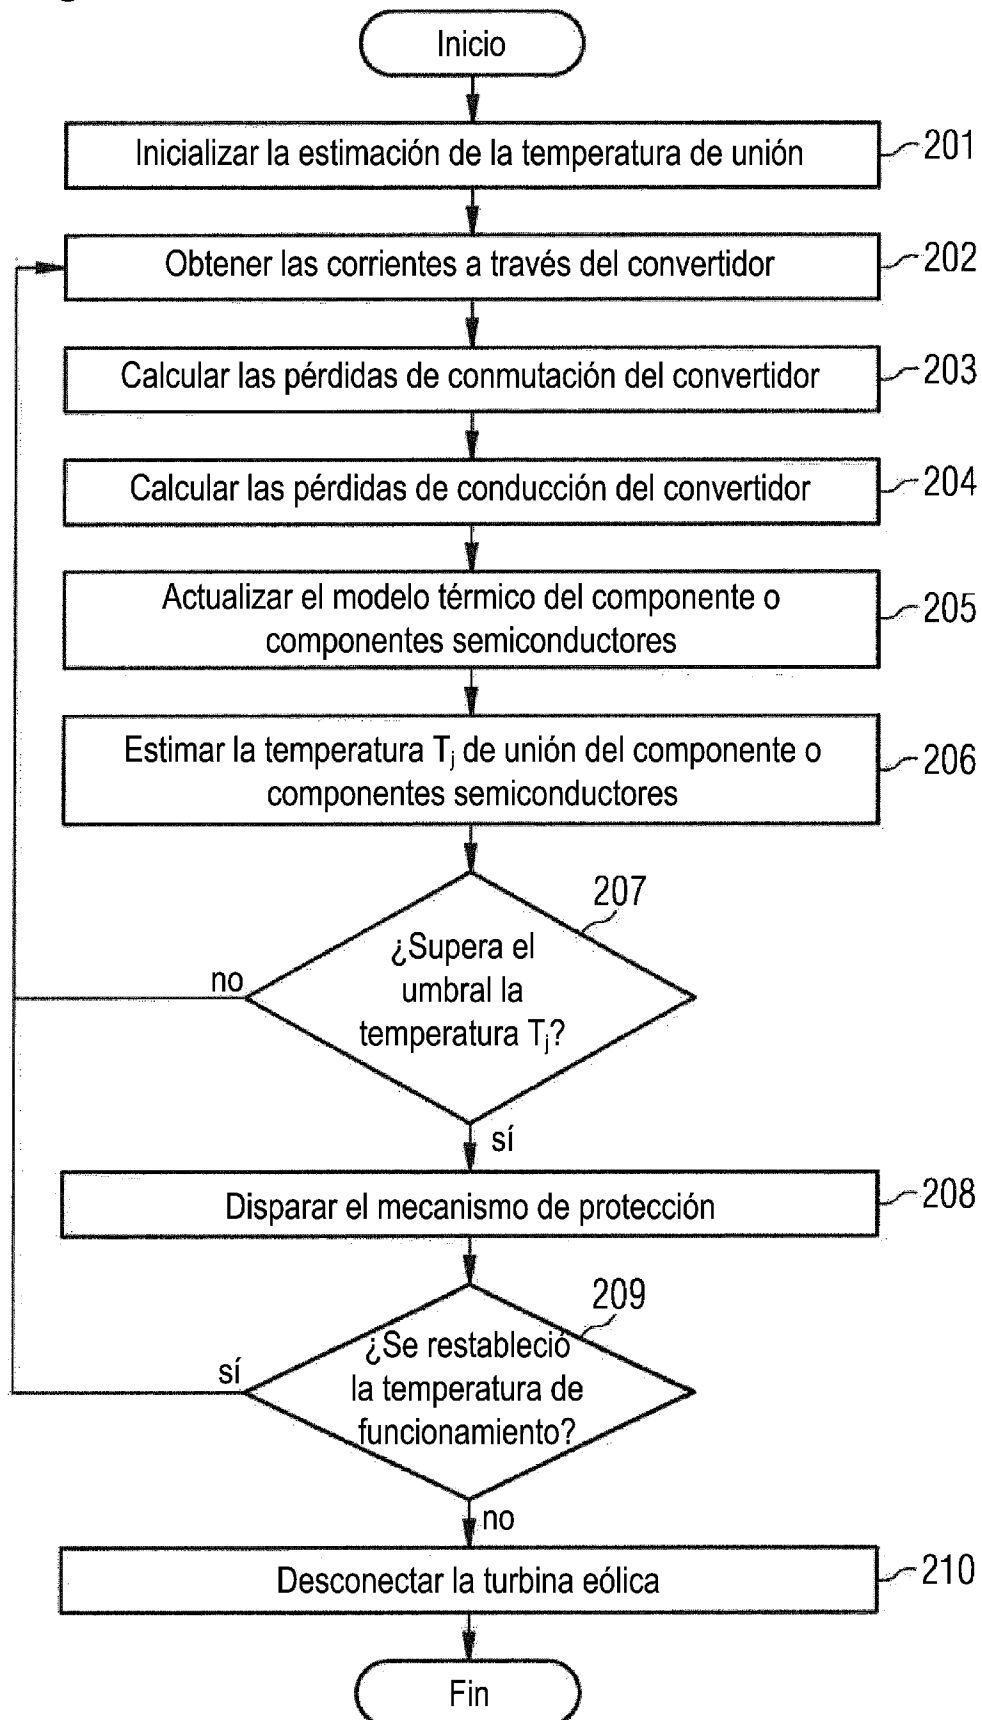 Inicio
Inicializar la estimación de la temperatura de unión
201
Obtener las corrientes a través del convertidor
202
Calcular las pérdidas de conmutación del convertidor
203
Calcular las pérdidas de conducción del convertidor
204
Actualizar el modelo térmico del componente o
componentes semiconductores
205
Estimar la temperatura Tj de unión del componente o
componentes semiconductores
206
207
¿Supera el
umbral la
temperatura Tj?
no
sí
Disparar el mecanismo de protección
208
209
¿Se restableció
la temperatura de
funcionamiento?
sí
no
Desconectar la turbina eólica
210
Fin